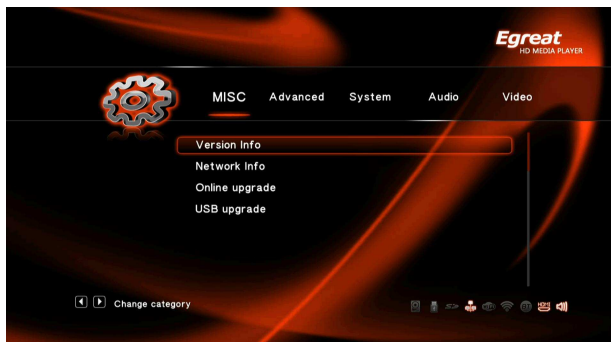 Egreat
HD MEDIA PLAYER
MISC Advanced System Audio Video
Version Info
Network Info
Online upgrade
USB upgrade
Change category
HDMI